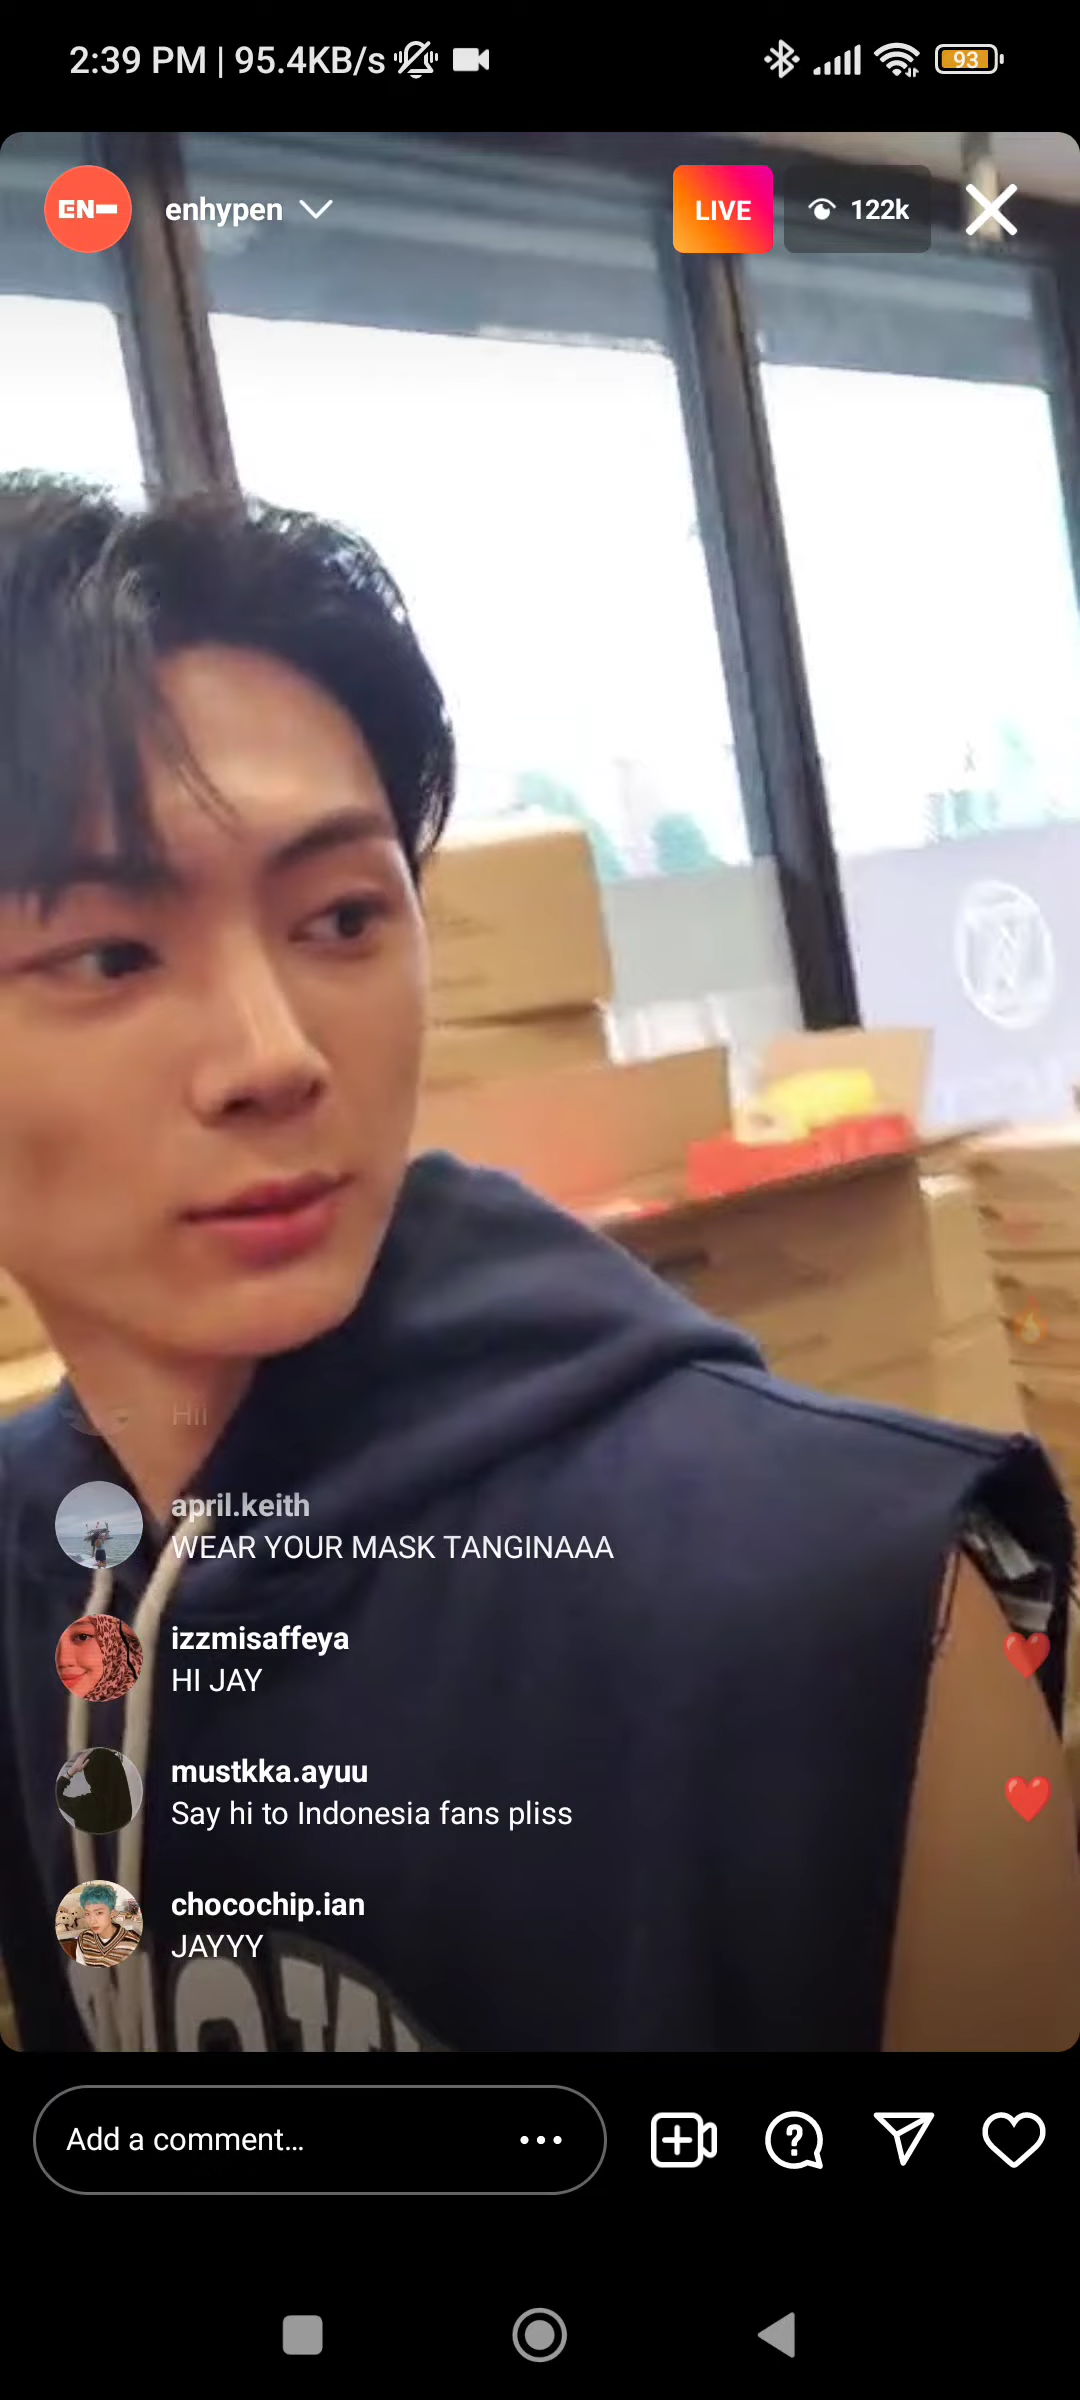 2:39 PM | 95.4KB/s
93
EN-
enhypen
LIVE
122k
Hii
april.keith
WEAR YOUR MASK TANGINAAA
izzmisaffeya
HI JAY
mustkka.ayuu
Say hi to Indonesia fans pliss
chocochip.ian
JAYYY
Add a comment...